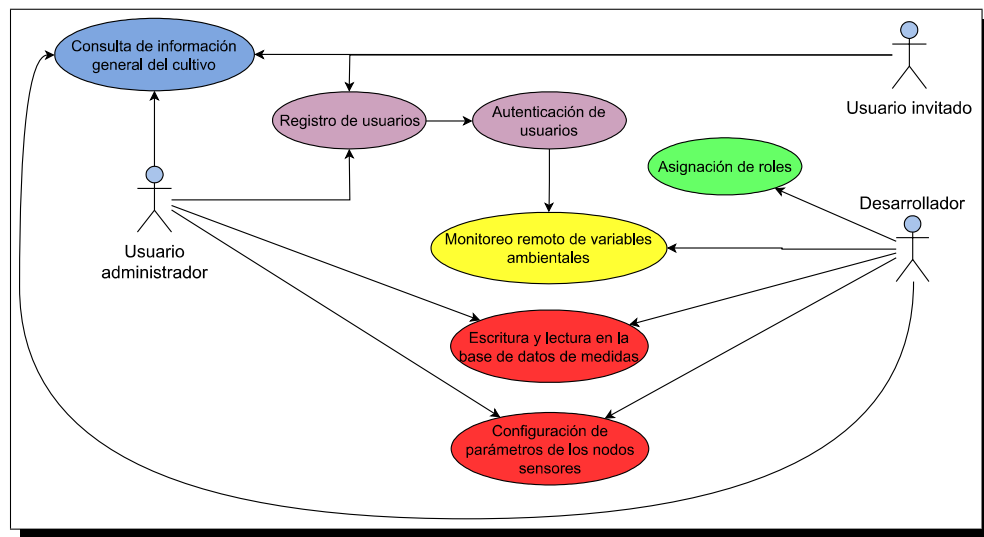 Consulta de información
general del cultivo
Usuario invitado
Registro de usuarios
Autenticación de
usuarios
Asignación de roles
Desarrollador
Usuario
administrador
Monitoreo remoto de variables
ambientales
Escritura y lectura en la
base de datos de medidas
Configuración de
parámetros de los nodos
sensores